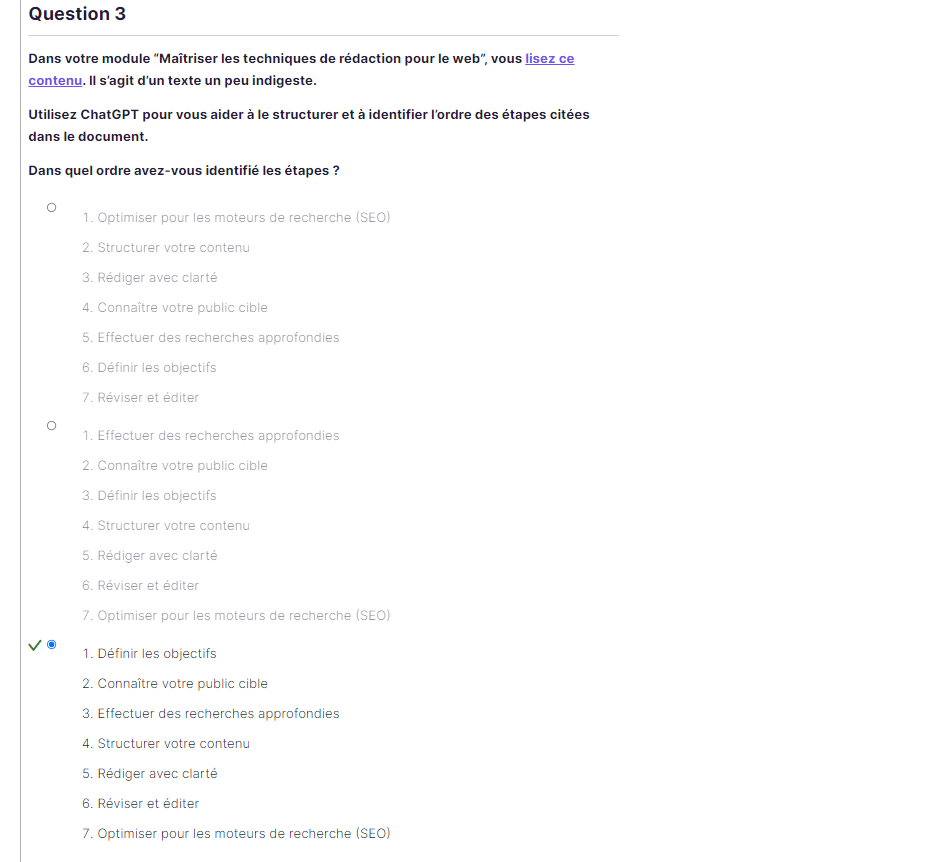 Question 3
Dans votre module “Maîtriser les techniques de rédaction pour le web”, vous lisez ce
contenu. Il s’agit d’un texte un peu indigeste.
Utilisez ChatGPT pour vous aider à le structurer et à identifier l’ordre des étapes citées
dans le document.
Dans quel ordre avez-vous identifié les étapes ?
1. Optimiser pour les moteurs de recherche (SEO)
2. Structurer votre contenu
3. Rédiger avec clarté
4. Connaître votre public cible
5. Effectuer des recherches approfondies
6. Définir les objectifs
7. Réviser et éditer
1. Effectuer des recherches approfondies
2. Connaître votre public cible
3. Définir les objectifs
4. Structurer votre contenu
5. Rédiger avec clarté
6. Réviser et éditer
7. Optimiser pour les moteurs de recherche (SEO)
1. Définir les objectifs
2. Connaître votre public cible
3. Effectuer des recherches approfondies
4. Structurer votre contenu
5. Rédiger avec clarté
6. Réviser et éditer
7. Optimiser pour les moteurs de recherche (SEO)